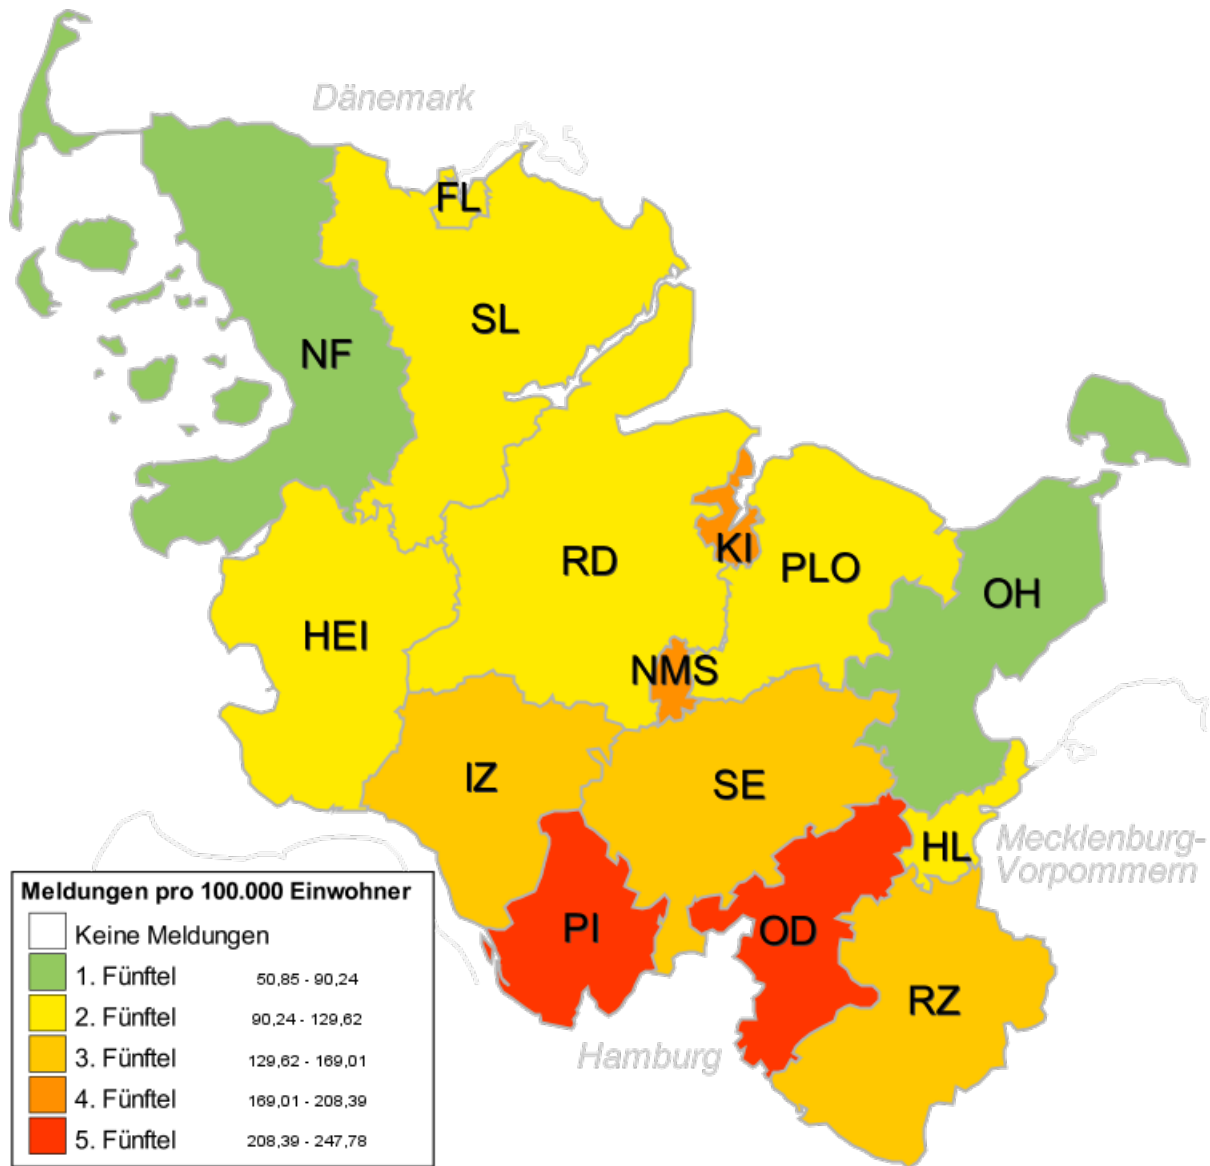 Dänemark
FL
SL
NF
RD
KI
PLO
OH
HEI
NMS
IZ
SE
HL
Mecklenburg-
Vorpommern
PI
OD
RZ
Hamburg
Meldungen pro 100.000 Einwohner
Keine Meldungen
1. Fünftel 50,85 - 90,24
2. Fünftel 90,24 - 129,62
3. Fünftel 129,62 - 169,01
4. Fünftel 169,01 - 208,39
5. Fünftel 208,39 - 247,78